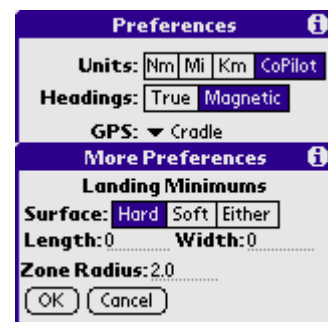 Preferences i
Units: Nm Mi Km CoPilot
Headings: True Magnetic
GPS: Cradle
More Preferences i
Landing Minimums
Surface: Hard Soft Either
Length: 0 Width: 0
Zone Radius: 2.0
OK Cancel